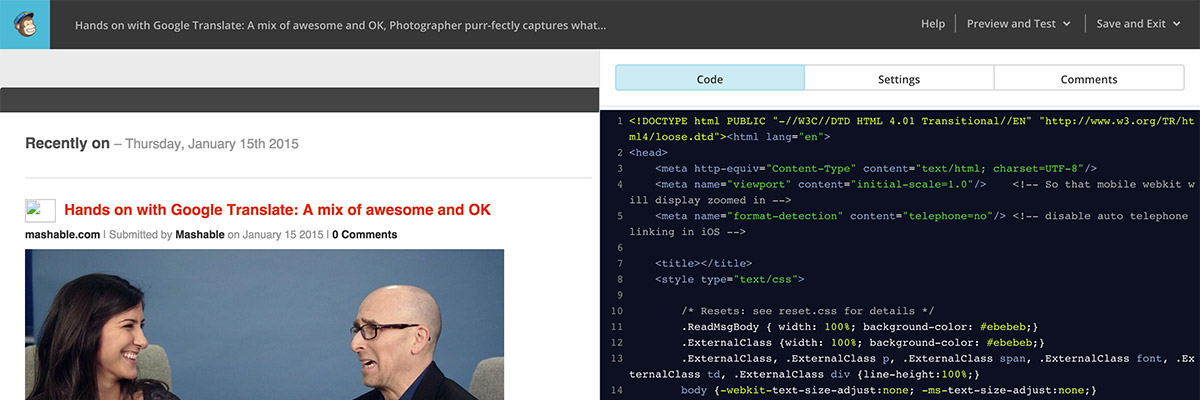 Hands on with Google Translate: A mix of awesome and OK, Photographer purr-fectly captures what...
Help
Preview and Test
Save and Exit
Code
Settings
Comments
Recently on – Thursday, January 15th 2015
Hands on with Google Translate: A mix of awesome and OK
mashable.com | Submitted by Mashable on January 15 2015 | 0 Comments
1 <!DOCTYPE html PUBLIC "-//W3C//DTD HTML 4.01 Transitional//EN" "http://www.w3.org/TR/ht
ml4/loose.dtd"><html lang="en">
2 <head>
3     <meta http-equiv="Content-Type" content="text/html; charset=UTF-8"/>
4     <meta name="viewport" content="initial-scale=1.0"/>    <!-- So that mobile webkit w
ill display zoomed in -->
5     <meta name="format-detection" content="telephone=no"/> <!-- disable auto telephone
linking in iOS -->
6
7     <title></title>
8     <style type="text/css">
9
10         /* Resets: see reset.css for details */
11         .ReadMsgBody { width: 100%; background-color: #ebebeb;}
12         .ExternalClass {width: 100%; background-color: #ebebeb;}
13         .ExternalClass, .ExternalClass p, .ExternalClass span, .ExternalClass font, .Ex
ternalClass td, .ExternalClass div {line-height:100%;}
14         body {-webkit-text-size-adjust:none; -ms-text-size-adjust:none;}